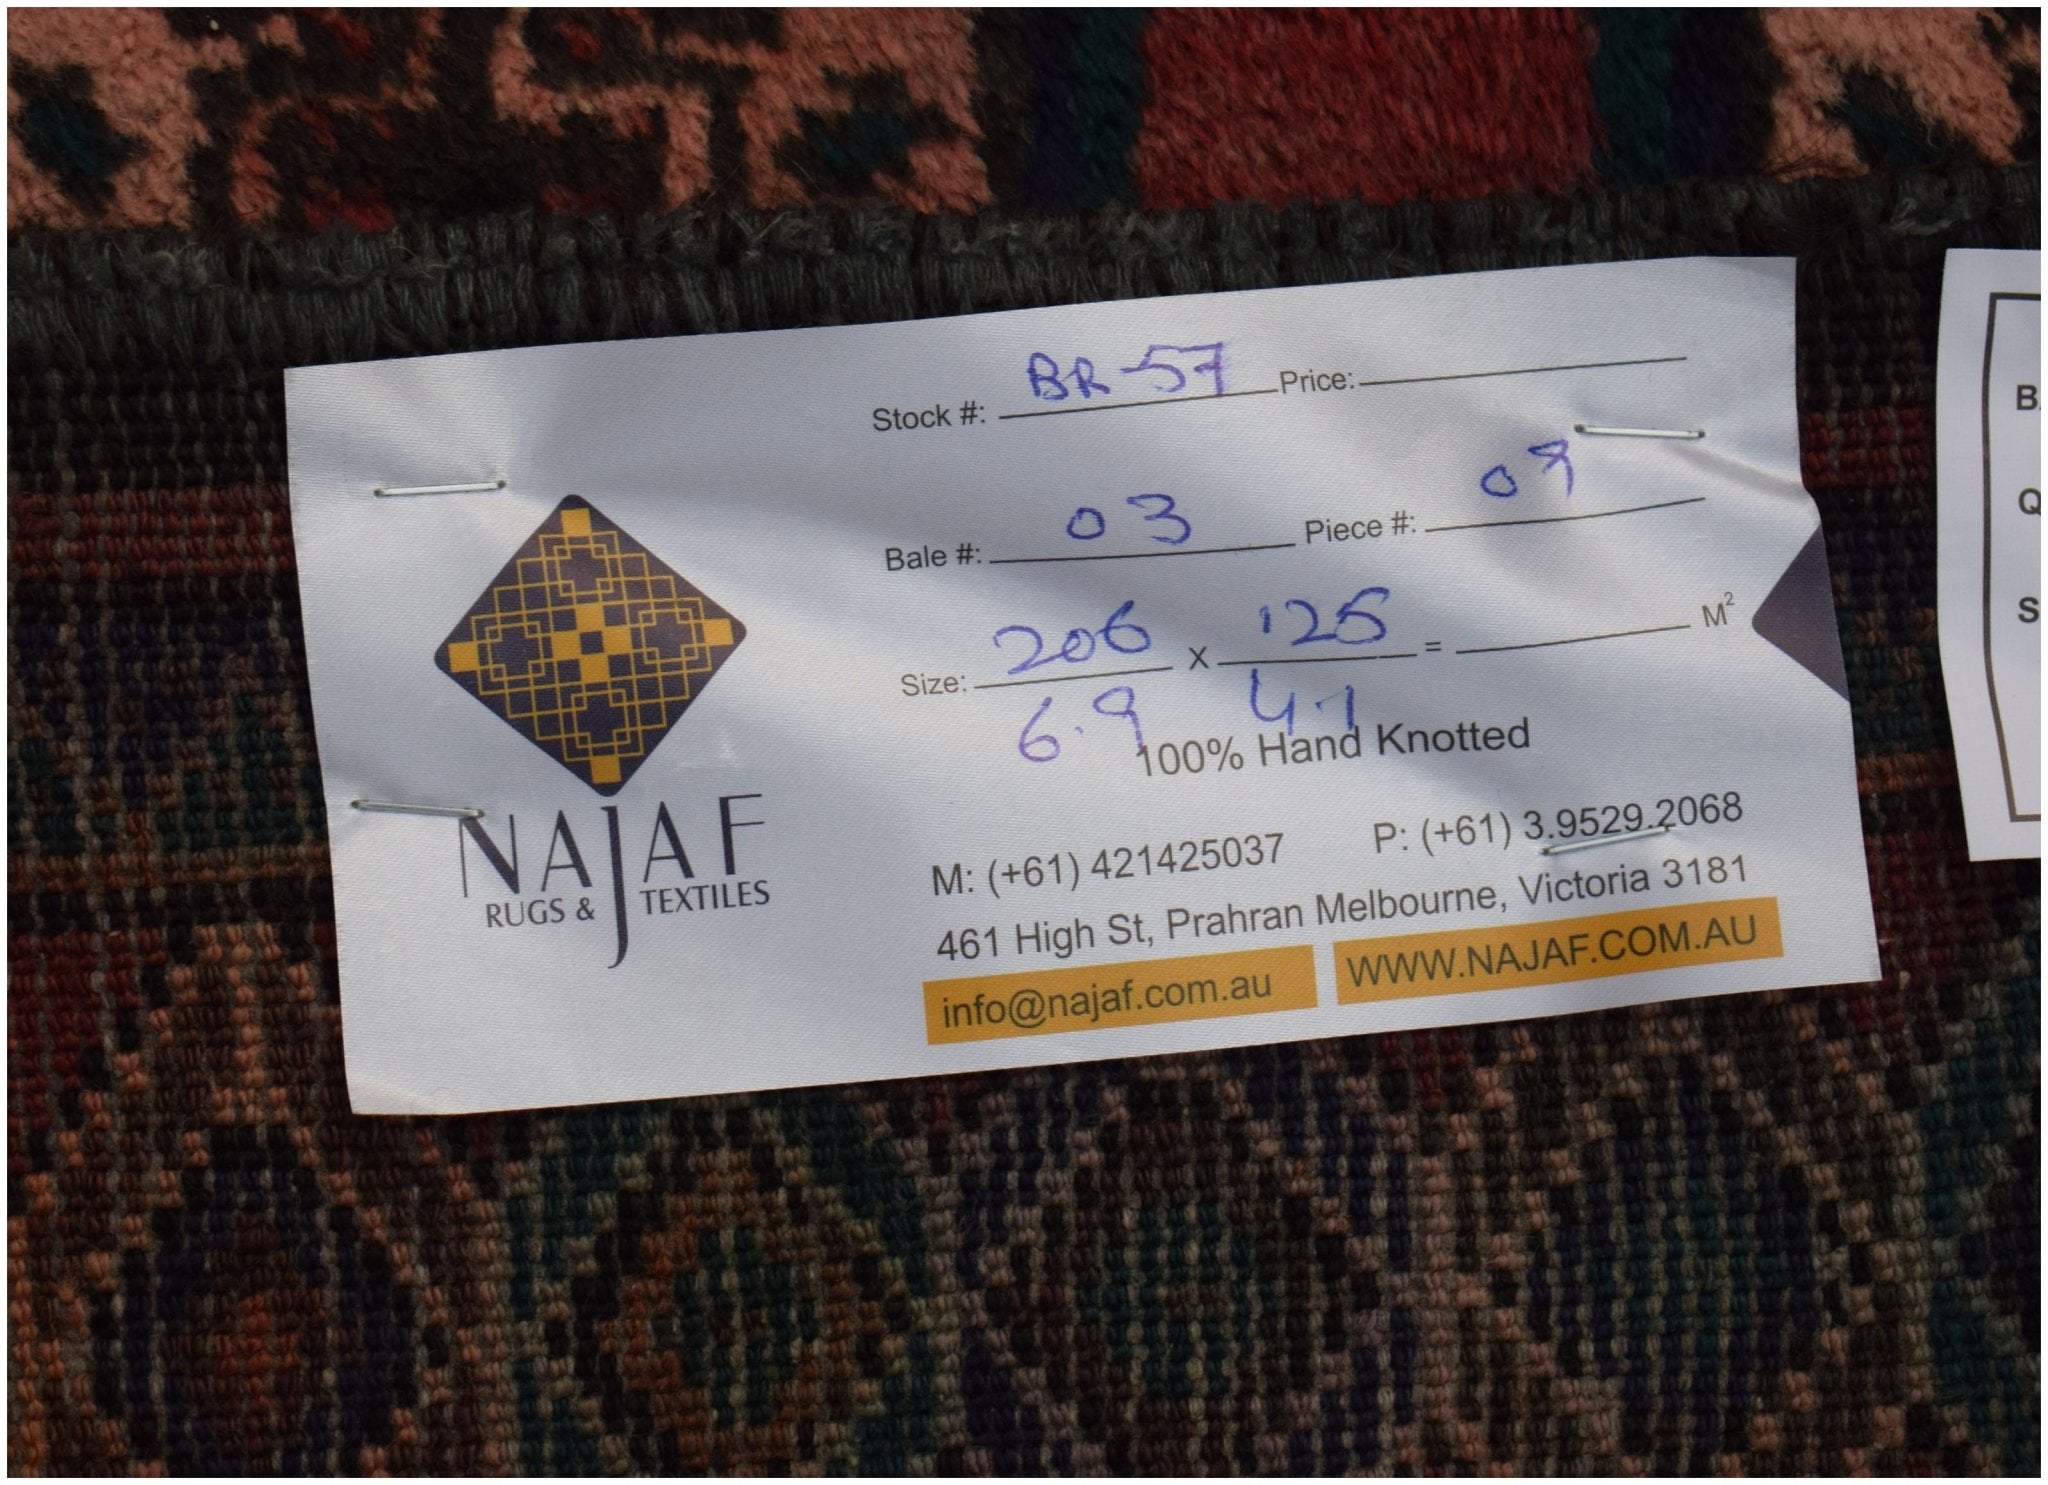 Stock #: BR-57 Price:
Bale #: 03 Piece #: 09
Size: 206 x 125 = M²
6.9 4.1
100% Hand Knotted
NAJAF
RUGS & TEXTILES
M: (+61) 421425037 P: (+61) 3.9529.2068
461 High St, Prahran Melbourne, Victoria 3181
info@najaf.com.au WWW.NAJAF.COM.AU
B
Q
S